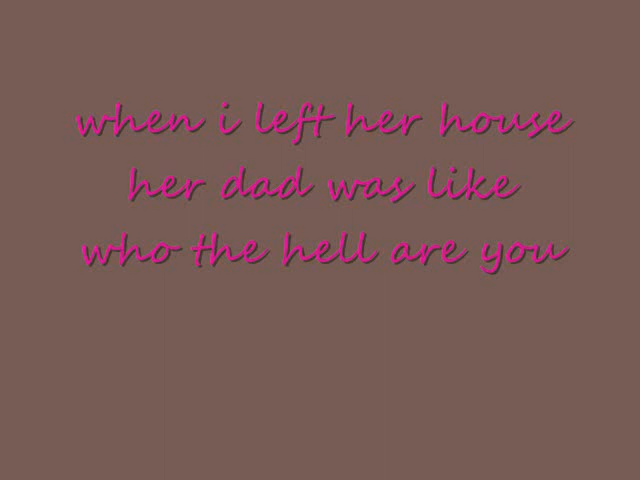 when i left her house
her dad was like
who the hell are you